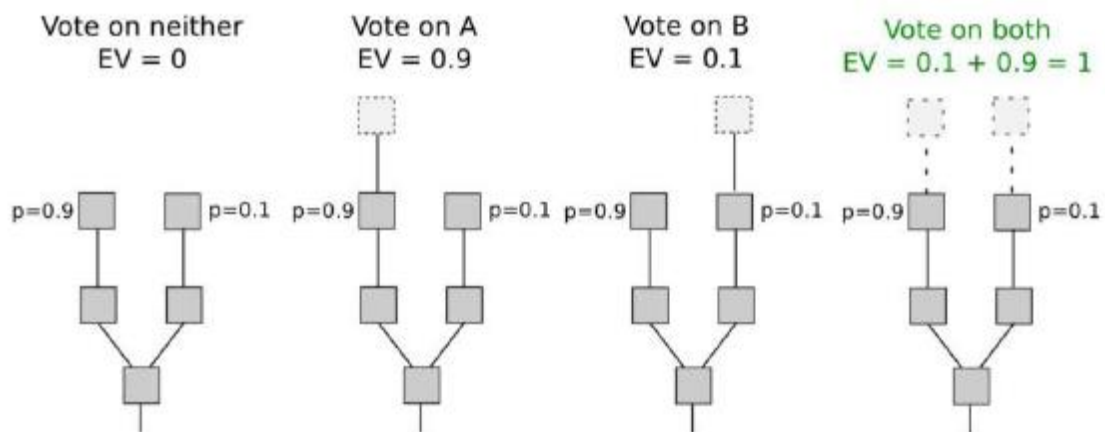 Vote on neither
EV = 0
Vote on A
EV = 0.9
Vote on B
EV = 0.1
Vote on both
EV = 0.1 + 0.9 = 1
p=0.9
p=0.1
p=0.9
p=0.1
p=0.9
p=0.1
p=0.9
p=0.1